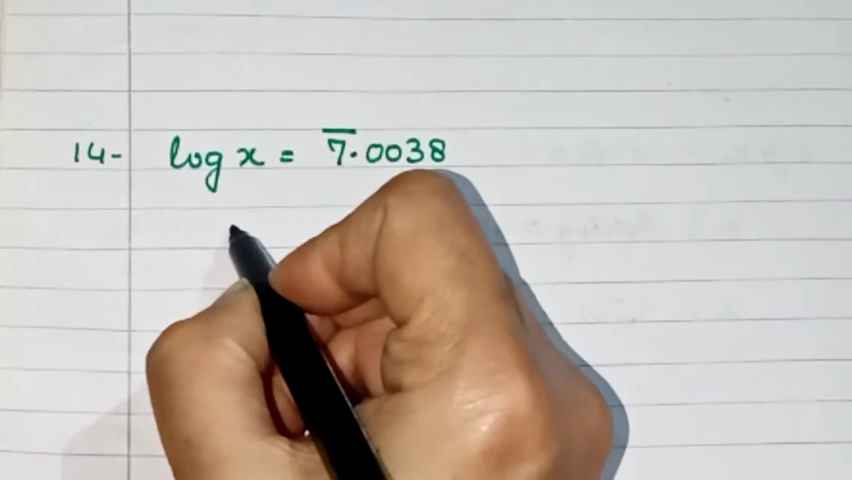 14- log x = 7̅.0038